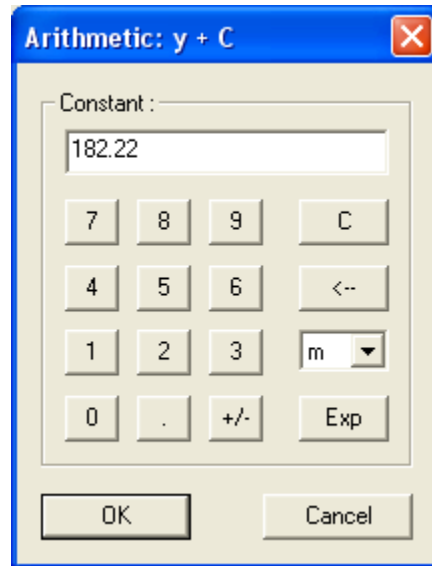 Arithmetic: y + C
Constant :
182.22
7 8 9 C
4 5 6 <--
1 2 3 m
0 . +/- Exp
OK Cancel